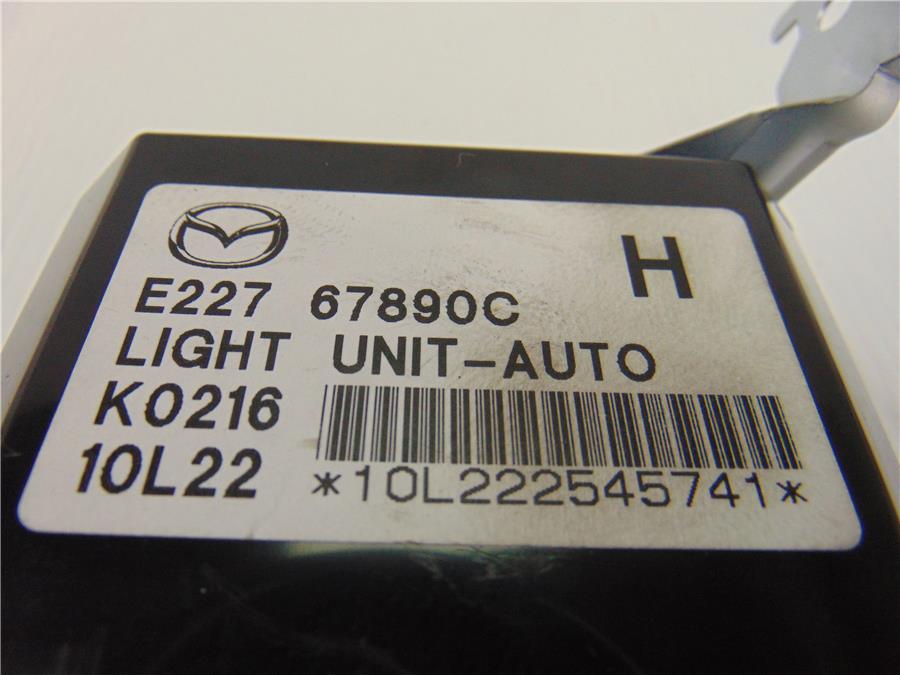 H
E227 67890C
LIGHT UNIT-AUTO
K0216
10L22 *10L222545741*